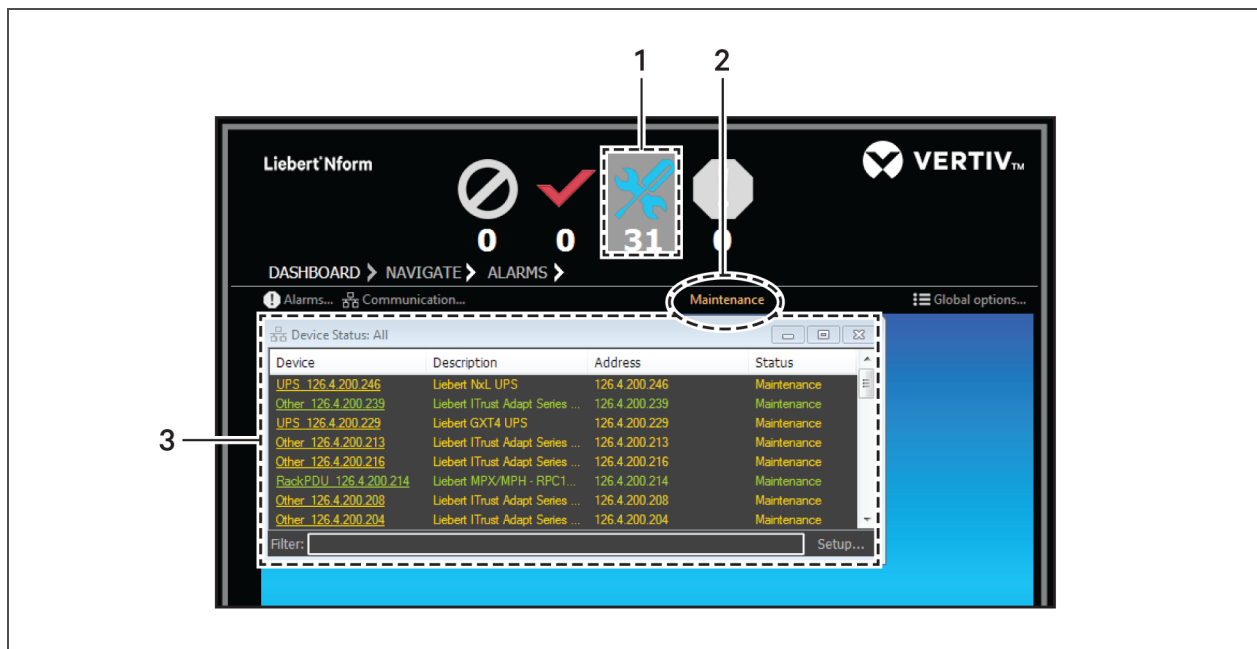 1 2
Liebert® Nform
VERTIV™
0 0 31 0
DASHBOARD NAVIGATE ALARMS
Alarms... Communication... Maintenance Global options...
Device Status: All
Device Description Address Status
UPS_126.4.200.246 Liebert NxL UPS 126.4.200.246 Maintenance
Other_126.4.200.239 Liebert ITrust Adapt Series ... 126.4.200.239 Maintenance
UPS_126.4.200.229 Liebert GXT4 UPS 126.4.200.229 Maintenance
Other_126.4.200.213 Liebert ITrust Adapt Series ... 126.4.200.213 Maintenance
3
Other_126.4.200.216 Liebert ITrust Adapt Series ... 126.4.200.216 Maintenance
RackPDU_126.4.200.214 Liebert MPX/MPH - RPC1... 126.4.200.214 Maintenance
Other_126.4.200.208 Liebert ITrust Adapt Series ... 126.4.200.208 Maintenance
Other_126.4.200.204 Liebert ITrust Adapt Series ... 126.4.200.204 Maintenance
Filter: Setup...